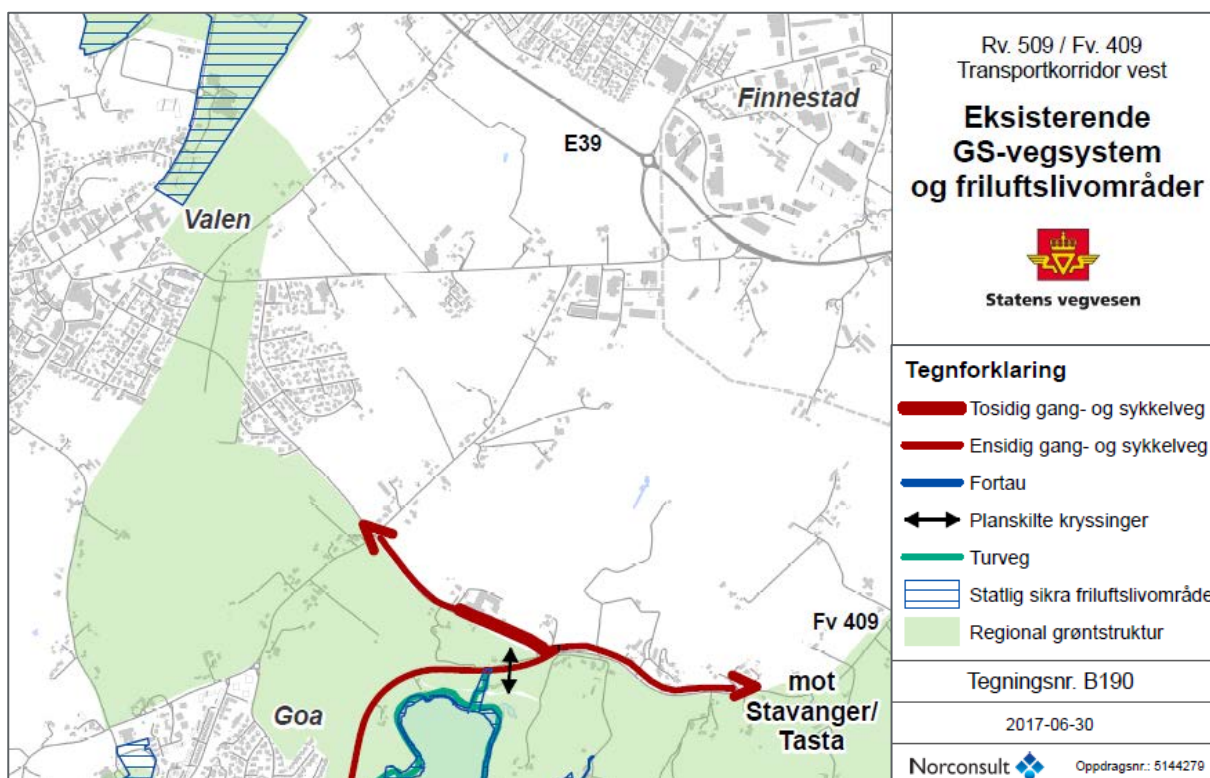 Finnestad
E39
Valen
Fv 409
mot
Stavanger/
Tasta
Goa
Rv. 509 / Fv. 409
Transportkorridor vest
Eksisterende
GS-vegsystem
og friluftslivområder
Statens vegvesen
Tegnforklaring
Tosidig gang- og sykkelveg
Ensidig gang- og sykkelveg
Fortau
Planskilte kryssinger
Turveg
Statlig sikra friluftslivområde
Regional grøntstruktur
Tegningsnr. B190
2017-06-30
Norconsult Oppdragsnr.: 5144279